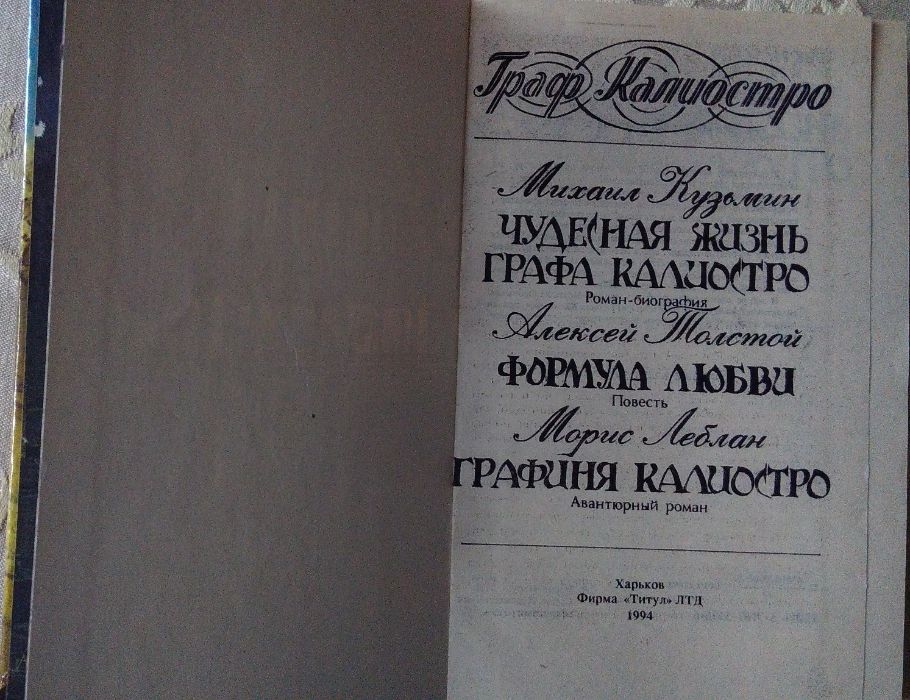 Граф Калиостро
Михаил Кузьмин
ЧУДЕСНАЯ ЖИЗНЬ
ГРАФА КАЛИОСТРО
Роман-биография
Алексей Толстой
ФОРМУЛА ЛЮБВИ
Повесть
Морис Леблан
ГРАФИНЯ КАЛИОСТРО
Авантюрный роман
Харьков
Фирма «Титул» ЛТД
1994